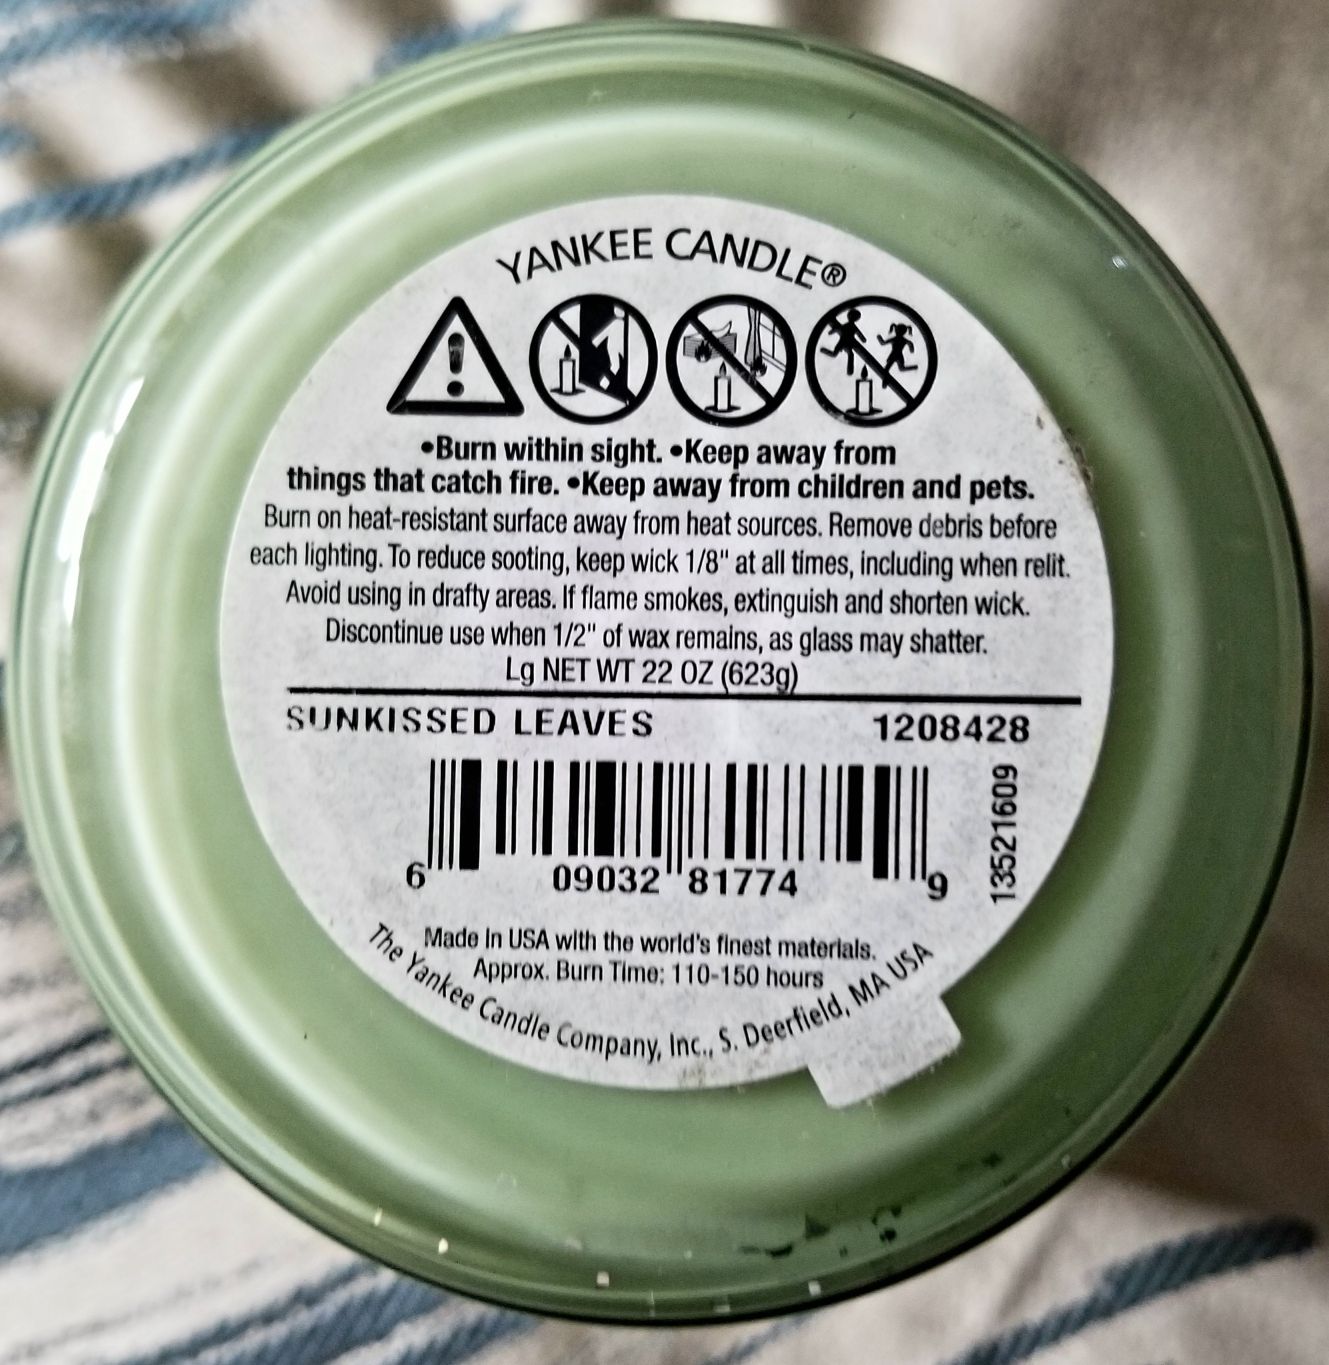 YANKEE CANDLE®
•Burn within sight. •Keep away from
things that catch fire. •Keep away from children and pets.
Burn on heat-resistant surface away from heat sources. Remove debris before
each lighting. To reduce sooting, keep wick 1/8" at all times, including when relit.
Avoid using in drafty areas. If flame smokes, extinguish and shorten wick.
Discontinue use when 1/2" of wax remains, as glass may shatter.
Lg NET WT 22 OZ (623g)
SUNKISSED LEAVES 1208428
6 09032 81774 9
13521609
Made in USA with the world's finest materials.
Approx. Burn Time: 110-150 hours
The Yankee Candle Company, Inc., S. Deerfield, MA USA